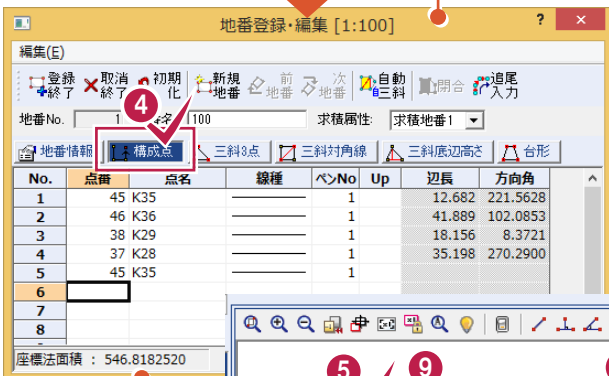 地番登録･編集 [1:100] ? ×
編集(E)
登録終了 取消終了 初期化 新規地番 前地番 次地番 自動三斜 閉合 追尾入力
地番No. 1 100 求積属性: 求積地番1
地番情報 構成点 三斜3点 三斜対角線 三斜底辺高さ 台形
No. 点番 点名 線種 ペンNo Up 辺長 方向角
1 45 K35 1 12.682 221.5628
2 46 K36 1 41.889 102.0853
3 38 K29 1 18.156 8.3721
4 37 K28 1 35.198 270.2900
5 45 K35 1
6
7
8
座標法面積 : 546.8182520
4
5 9